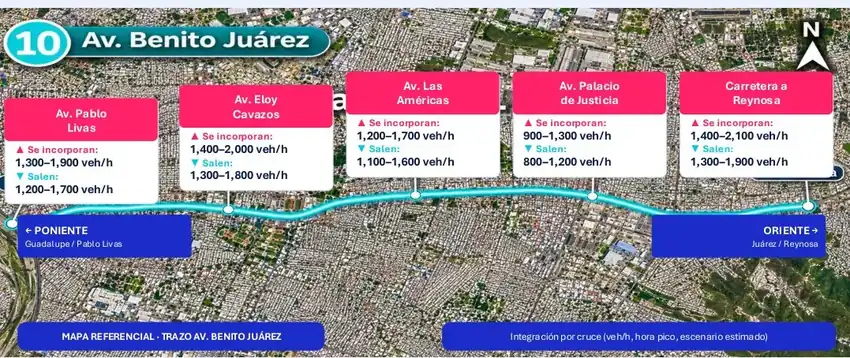 10 Av. Benito Juárez
N
Av. Pablo
Livas
▲ Se incorporan:
1,300–1,900 veh/h
▼ Salen:
1,200–1,700 veh/h
Av. Eloy
Cavazos
▲ Se incorporan:
1,400–2,000 veh/h
▼ Salen:
1,300–1,800 veh/h
Av. Las
Américas
▲ Se incorporan:
1,200–1,700 veh/h
▼ Salen:
1,100–1,600 veh/h
Av. Palacio
de Justicia
▲ Se incorporan:
900–1,300 veh/h
▼ Salen:
800–1,200 veh/h
Carretera a
Reynosa
▲ Se incorporan:
1,400–2,100 veh/h
▼ Salen:
1,300–1,900 veh/h
← PONIENTE
Guadalupe / Pablo Livas
ORIENTE →
Juárez / Reynosa
MAPA REFERENCIAL · TRAZO AV. BENITO JUÁREZ
Integración por cruce (veh/h, hora pico, escenario estimado)